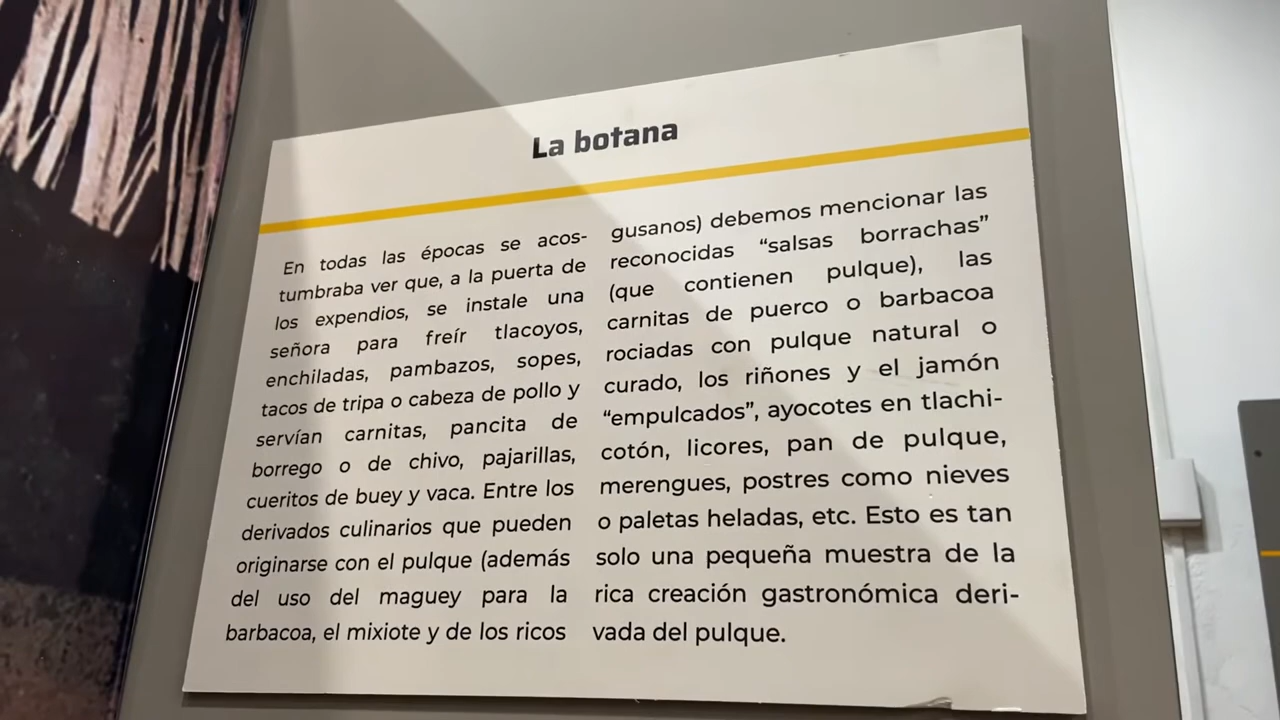 La botana
En todas las épocas se acos-
tumbraba ver que, a la puerta de
los expendios, se instale una
señora para freír tlacoyos,
enchiladas, pambazos, sopes,
tacos de tripa o cabeza de pollo y
servían carnitas, pancita de
borrego o de chivo, pajarillas,
cueritos de buey y vaca. Entre los
derivados culinarios que pueden
originarse con el pulque (además
del uso del maguey para la
barbacoa, el mixiote y de los ricos
gusanos) debemos mencionar las
reconocidas “salsas borrachas”
(que contienen pulque), las
carnitas de puerco o barbacoa
rociadas con pulque natural o
curado, los riñones y el jamón
“empulcados”, ayocotes en tlachi-
cotón, licores, pan de pulque,
merengues, postres como nieves
o paletas heladas, etc. Esto es tan
solo una pequeña muestra de la
rica creación gastronómica deri-
vada del pulque.